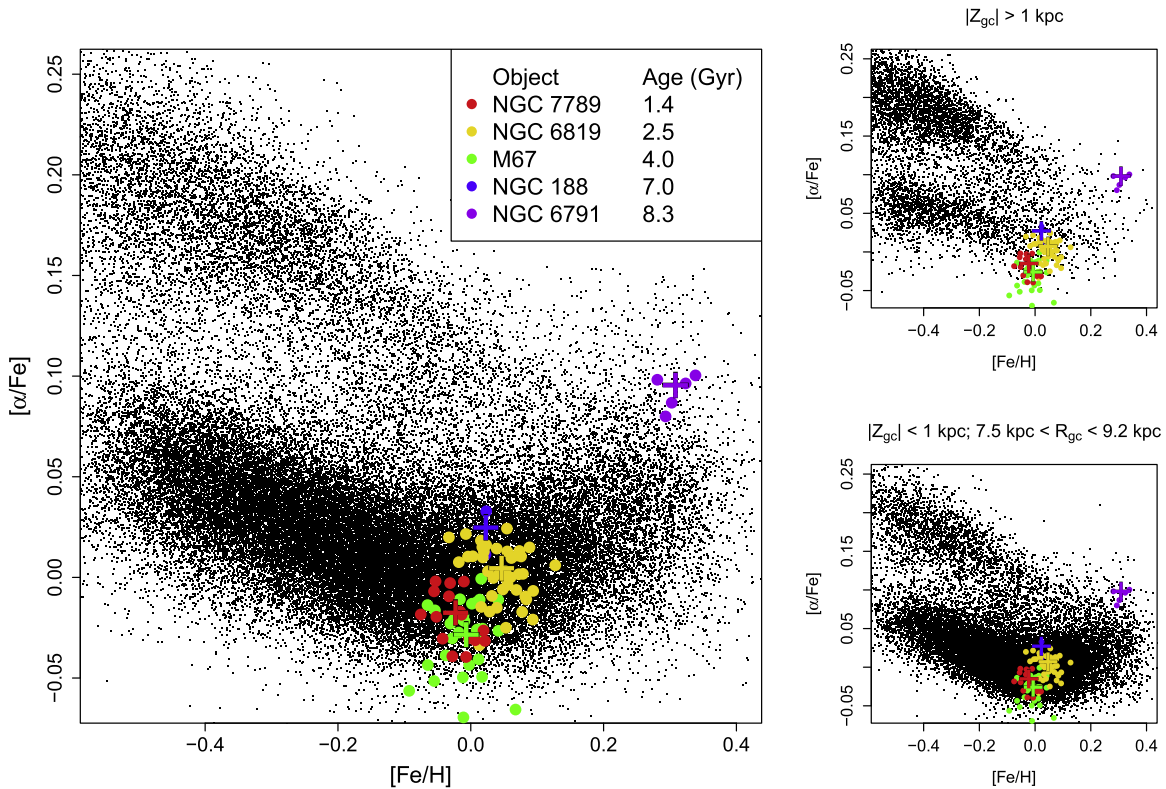 Object Age (Gyr)
NGC 7789 1.4
NGC 6819 2.5
M67 4.0
NGC 188 7.0
NGC 6791 8.3
[α/Fe]
0.25
0.20
0.15
0.10
0.05
0.00
−0.05
−0.4 −0.2 0.0 0.2 0.4
[Fe/H]
|Zgc| > 1 kpc
[α/Fe]
0.25
0.15
0.05
−0.05
−0.4 −0.2 0.0 0.2 0.4
[Fe/H]
|Zgc| < 1 kpc; 7.5 kpc < Rgc < 9.2 kpc
[α/Fe]
0.25
0.15
0.05
−0.05
−0.4 −0.2 0.0 0.2 0.4
[Fe/H]